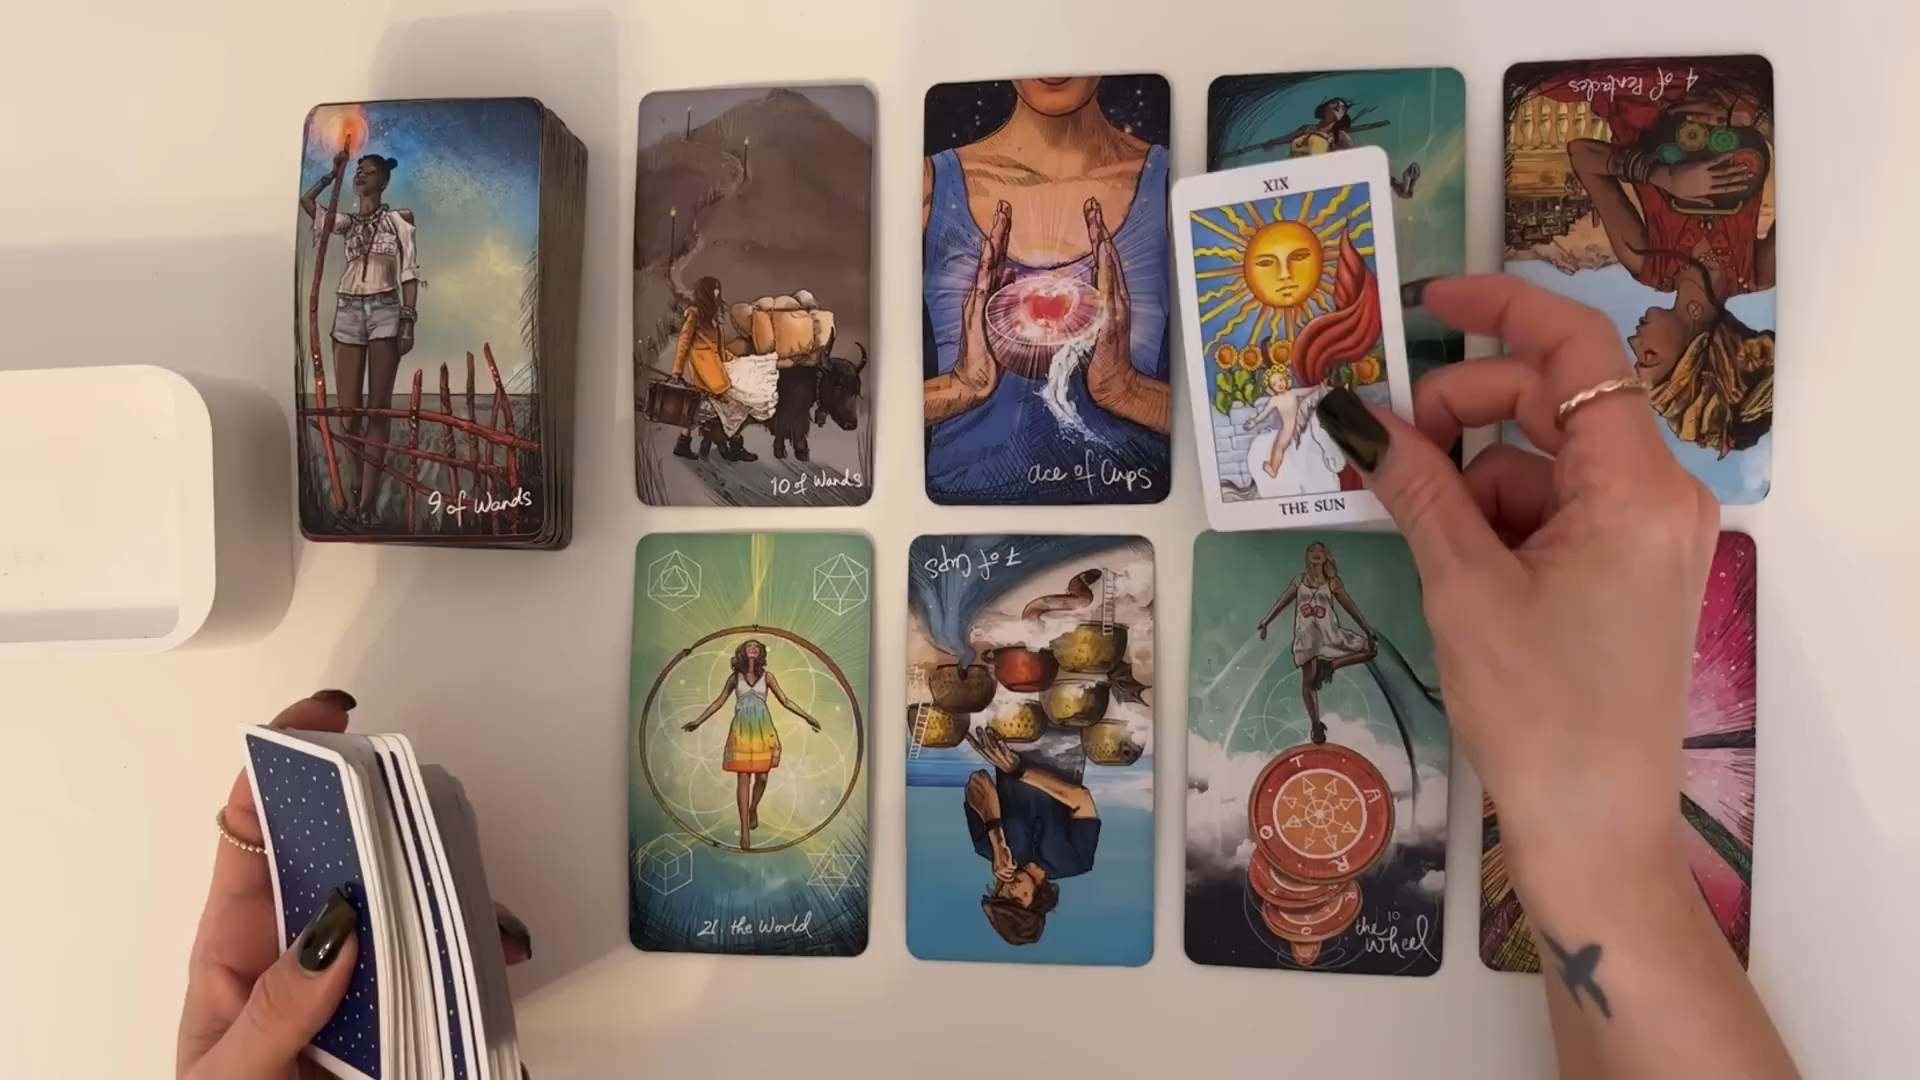 9 of Wands
10 of Wands
ace of Cups
XIX
THE SUN
4 of Pentacles
21. the World
7 of Cups
TARO
10
the Wheel